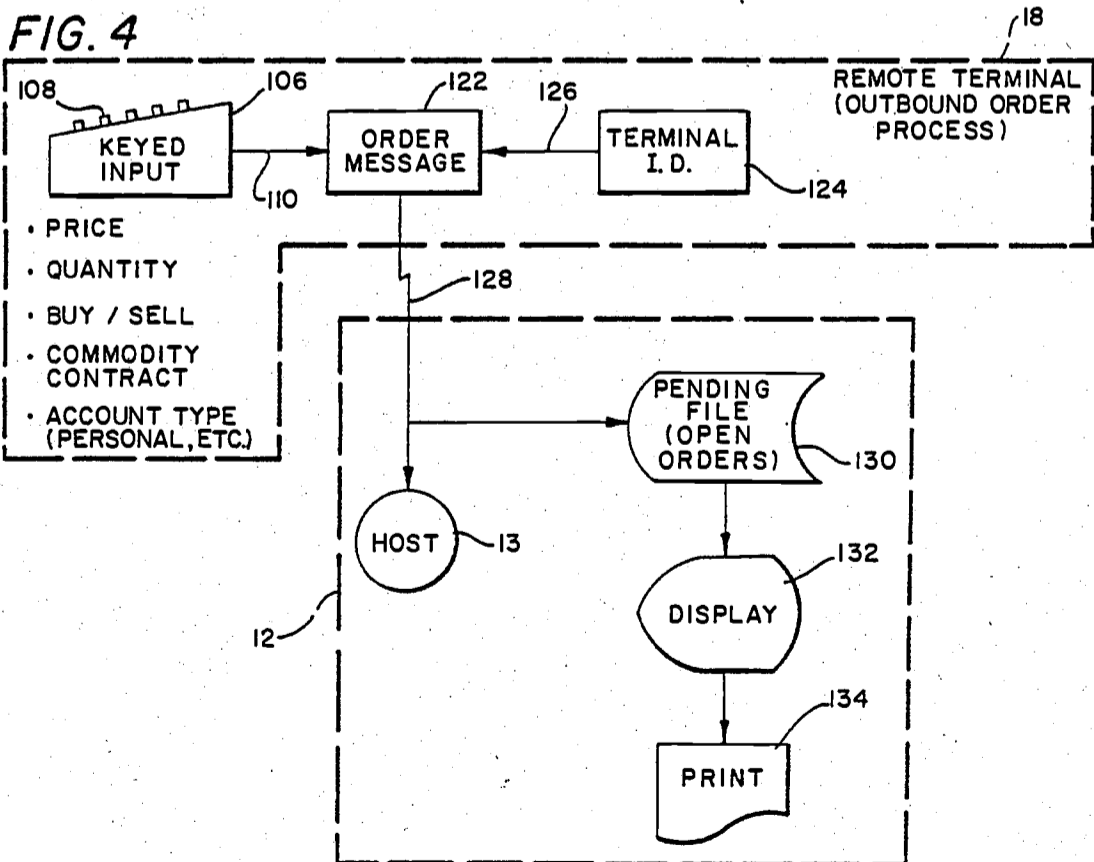 FIG. 4
18
108
106
122
126
REMOTE TERMINAL
(OUTBOUND ORDER
PROCESS)
KEYED
INPUT
ORDER
MESSAGE
TERMINAL
I.D.
110
124
• PRICE
• QUANTITY
• BUY / SELL
• COMMODITY
CONTRACT
• ACCOUNT TYPE
(PERSONAL, ETC.)
128
PENDING
FILE
(OPEN
ORDERS)
130
HOST
13
132
DISPLAY
12
134
PRINT